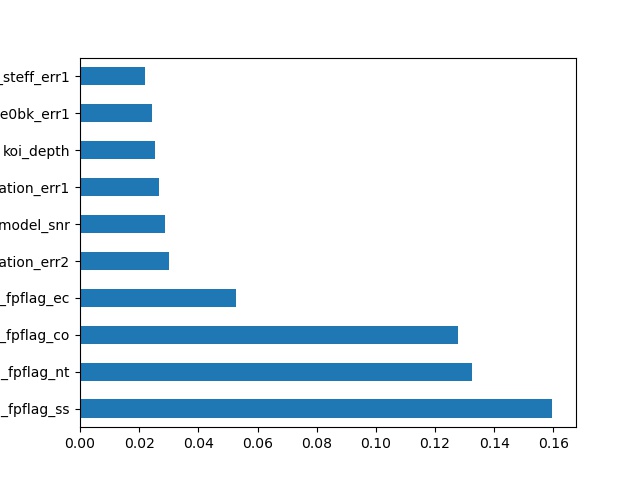 _steff_err1
e0bk_err1
koi_depth
ation_err1
model_snr
ation_err2
_fpflag_ec
_fpflag_co
_fpflag_nt
_fpflag_ss
0.00 0.02 0.04 0.06 0.08 0.10 0.12 0.14 0.16